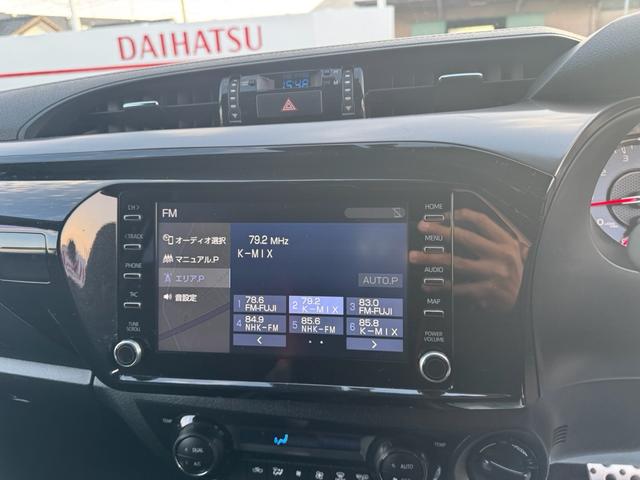 DAIHATSU
15:48
CH
TRACK
PHONE
TUNE
SCROLL
FM
オーディオ選択
マニュアル.P
エリア.P
音設定
79.2 MHz
K-MIX
AUTO.P
1 78.6 FM-FUJI
2 79.2 K-MIX
3 83.0 FM-FUJI
4 84.9 NHK-FM
5 85.6 NHK-FM
6 85.8 K-MIX
HOME
MENU
AUDIO
MAP
POWER
VOLUME
TEMP
DUAL
A/C
TEMP
AUTO